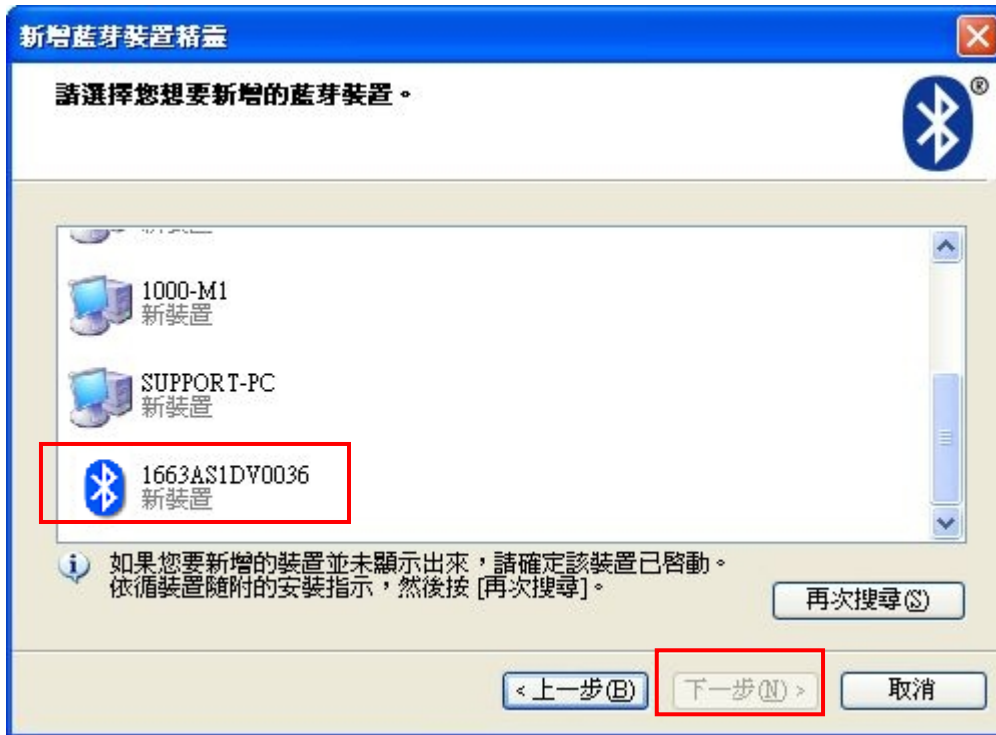 新增藍芽裝置精靈
請選擇您想要新增的藍芽裝置。
®
1000-M1
新裝置
SUPPORT-PC
新裝置
1663AS1DV0036
新裝置
如果您要新增的裝置並未顯示出來，請確定該裝置已啓動。
依循裝置隨附的安裝指示，然後按 [再次搜尋]。
再次搜尋(S)
<上一步(B)
下一步(N) >
取消